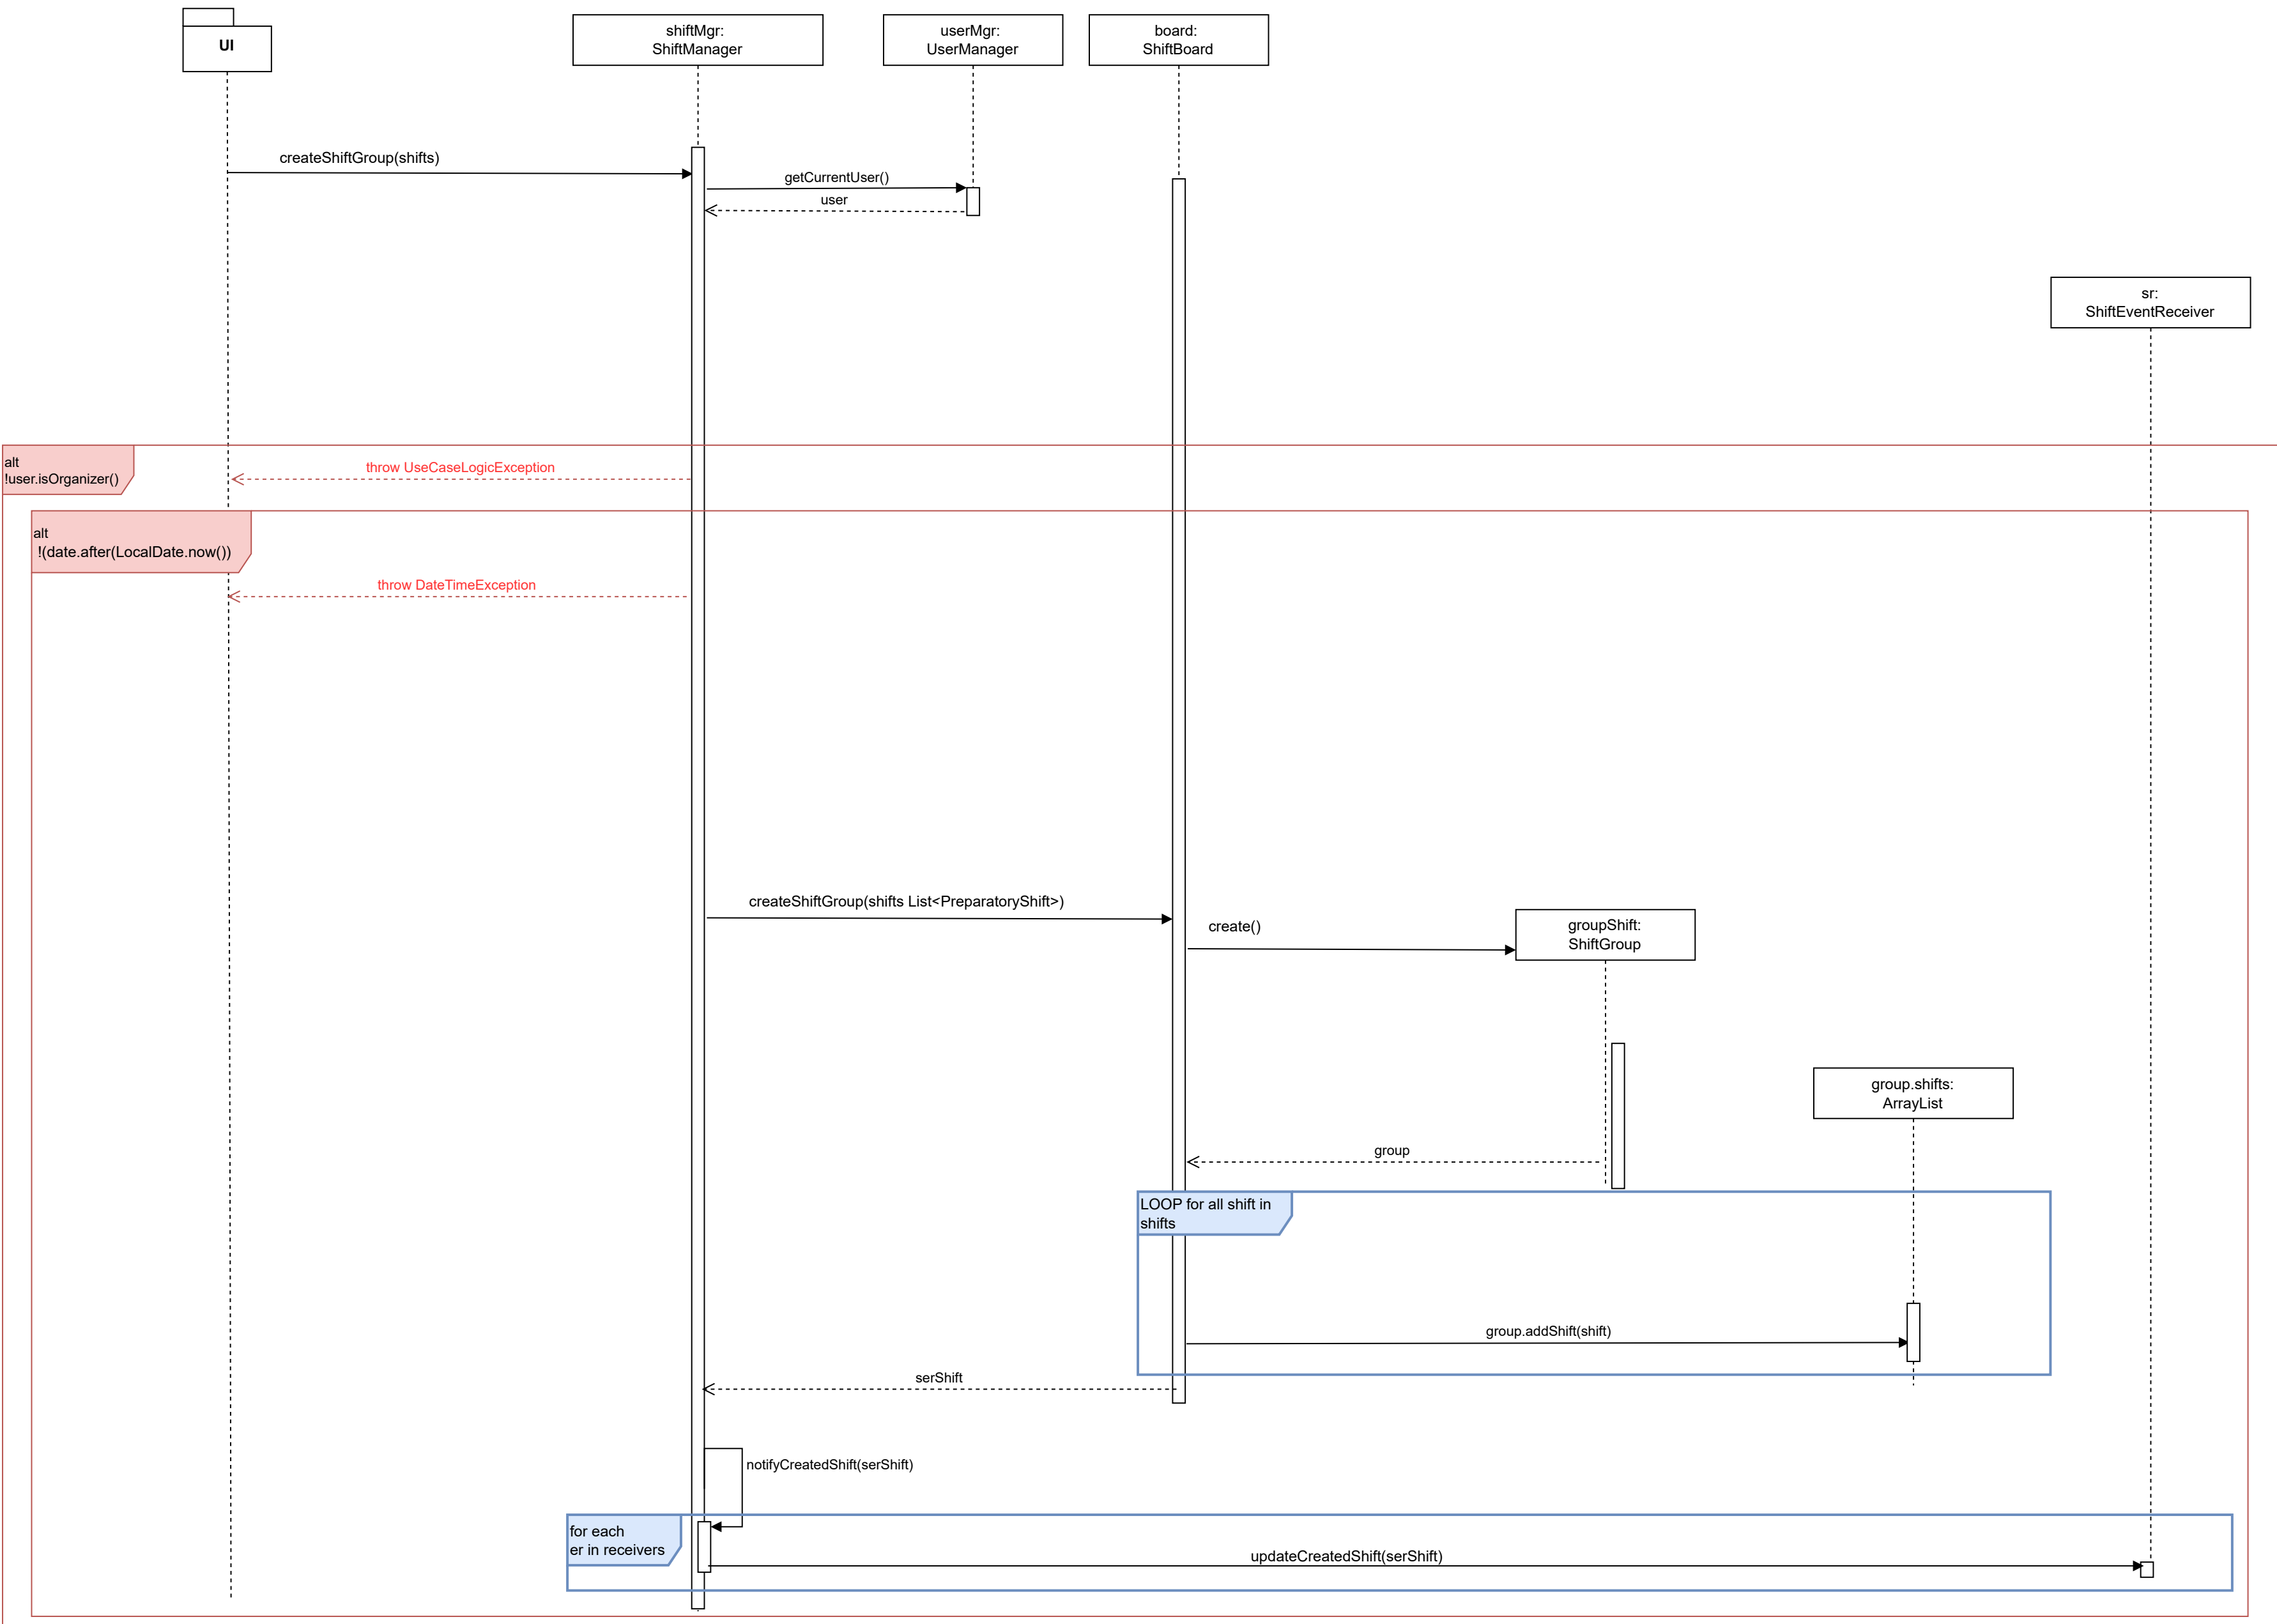 UI
shiftMgr:
ShiftManager
userMgr:
UserManager
board:
ShiftBoard
createShiftGroup(shifts)
getCurrentUser()
user
sr:
ShiftEventReceiver
alt
!user.isOrganizer()
throw UseCaseLogicException
alt
!(date.after(LocalDate.now())
throw DateTimeException
createShiftGroup(shifts List<PreparatoryShift>)
create()
groupShift:
ShiftGroup
group.shifts:
ArrayList
group
LOOP for all shift in
shifts
group.addShift(shift)
serShift
notifyCreatedShift(serShift)
for each
er in receivers
updateCreatedShift(serShift)